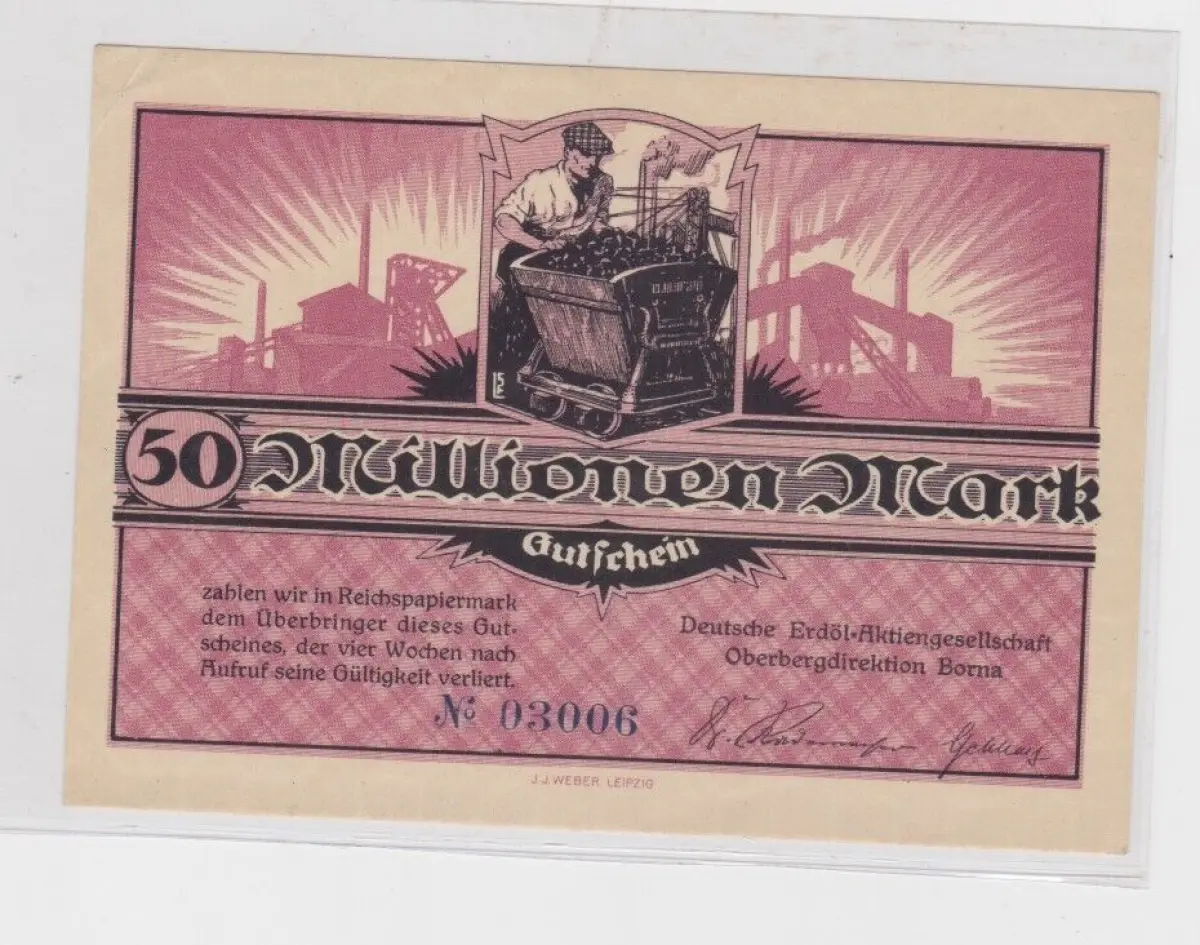 50 Millionen Mark
Gutschein
zahlen wir in Reichspapiermark
dem Überbringer dieses Gut-
scheines, der vier Wochen nach
Aufruf seine Gültigkeit verliert.
Deutsche Erdöl-Aktiengesellschaft
Oberbergdirektion Borna
№ 03006
J. J. WEBER LEIPZIG